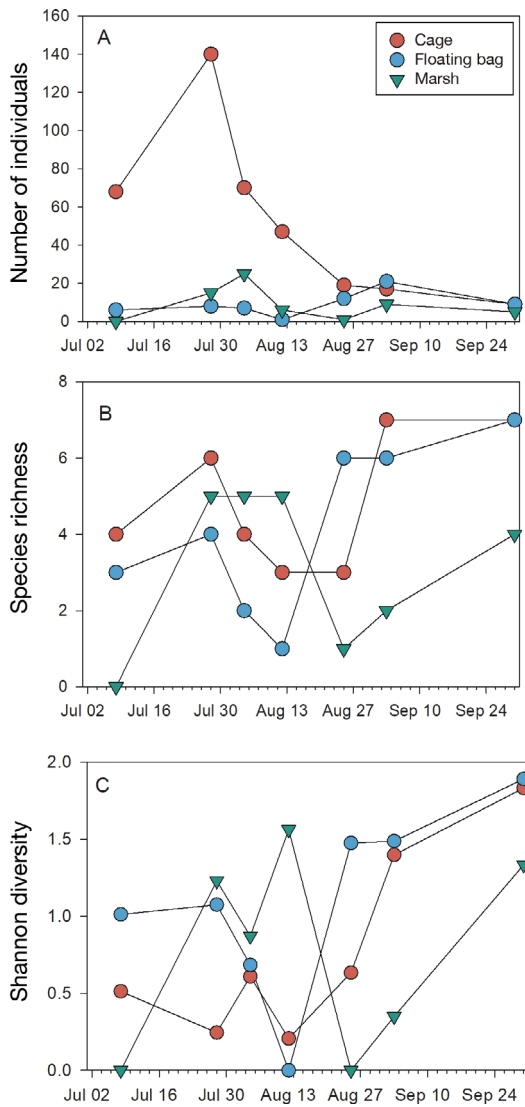 A
Cage
Floating bag
Marsh
Number of individuals
160
140
120
100
80
60
40
20
0
Jul 02 Jul 16 Jul 30 Aug 13 Aug 27 Sep 10 Sep 24
B
Species richness
8
6
4
2
0
Jul 02 Jul 16 Jul 30 Aug 13 Aug 27 Sep 10 Sep 24
C
Shannon diversity
2.0
1.5
1.0
0.5
0.0
Jul 02 Jul 16 Jul 30 Aug 13 Aug 27 Sep 10 Sep 24